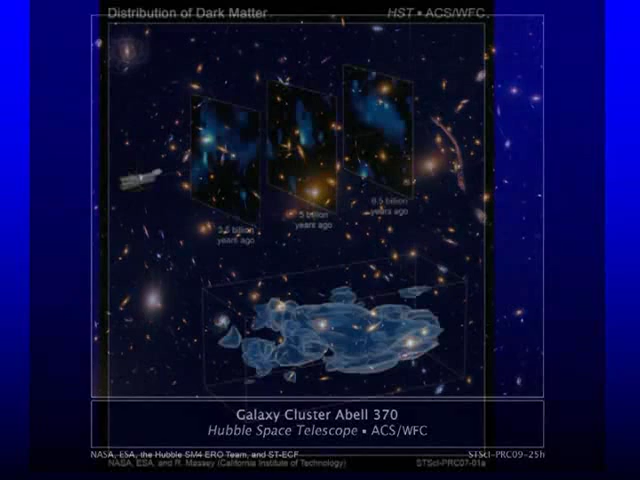 Distribution of Dark Matter
HST • ACS/WFC
3.5 billion
years ago
5 billion
years ago
6.5 billion
years ago
Galaxy Cluster Abell 370
Hubble Space Telescope • ACS/WFC
NASA, ESA, the Hubble SM4 ERO Team, and ST-ECF
STScI-PRC09-25h
NASA, ESA, and R. Massey (California Institute of Technology)
STScI-PRC07-01a